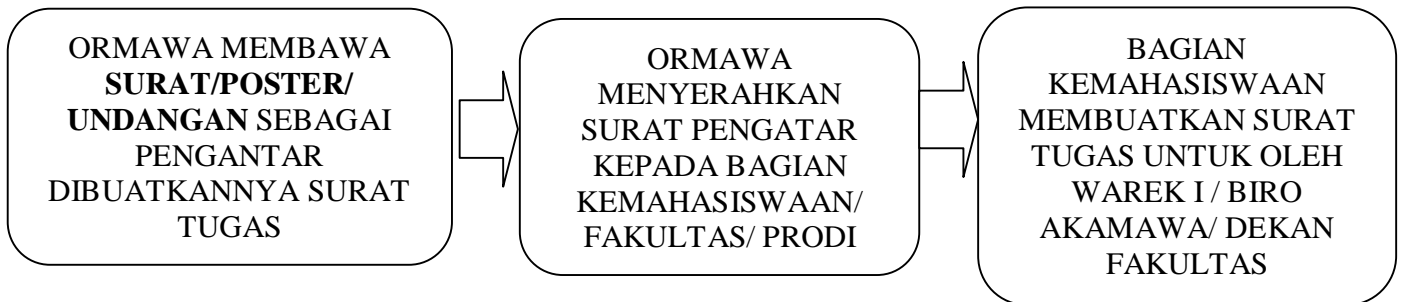 ORMAWA MEMBAWA
SURAT/POSTER/
UNDANGAN SEBAGAI
PENGANTAR
DIBUATKANNYA SURAT
TUGAS
ORMAWA
MENYERAHKAN
SURAT PENGATAR
KEPADA BAGIAN
KEMAHASISWAAN/
FAKULTAS/ PRODI
BAGIAN
KEMAHASISWAAN
MEMBUATKAN SURAT
TUGAS UNTUK OLEH
WAREK I / BIRO
AKAMAWA/ DEKAN
FAKULTAS